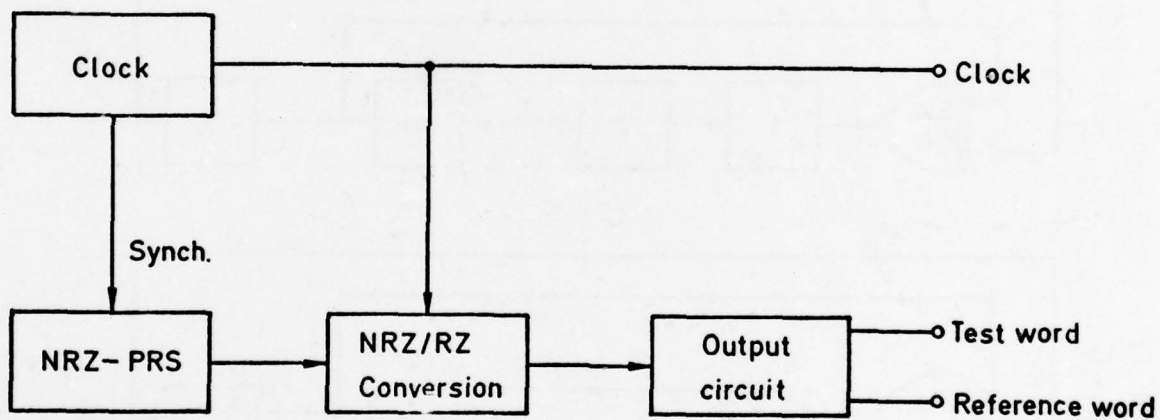 Clock
Clock
Synch.
NRZ- PRS
NRZ/RZ
Conversion
Output
circuit
Test word
Reference word